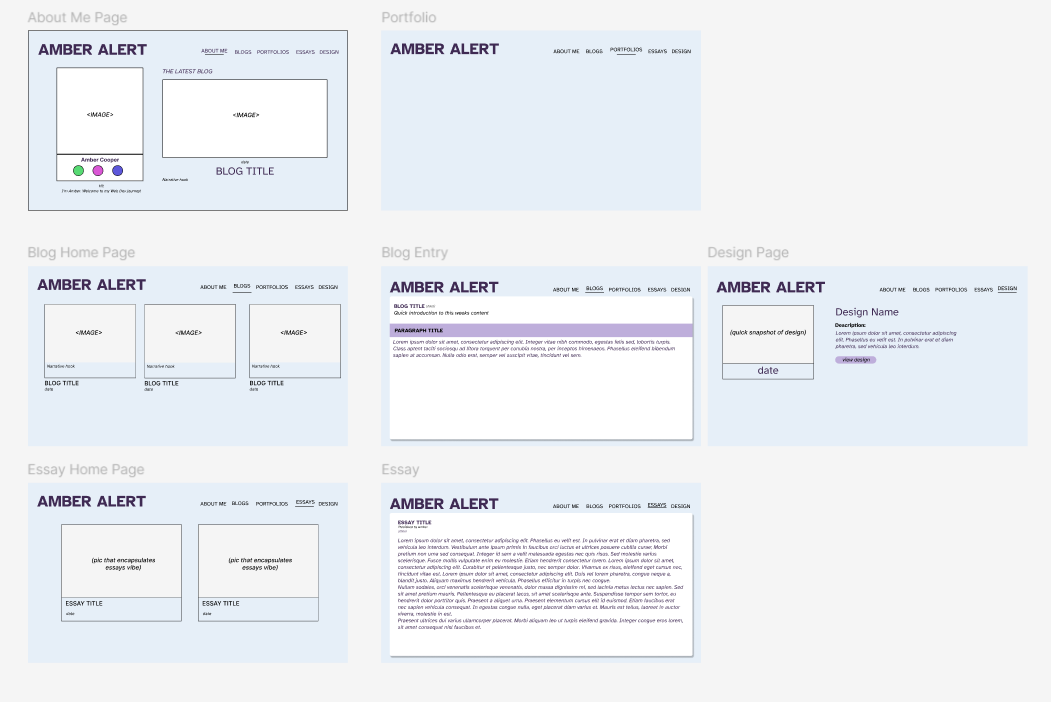 About Me Page
AMBER ALERT
ABOUT ME BLOGS PORTFOLIOS ESSAYS DESIGN
<IMAGE>
Amber Cooper
Hi!
I'm Amber. Welcome to my Web Dev journey!
THE LATEST BLOG
<IMAGE>
date
BLOG TITLE
Narrative hook
Portfolio
AMBER ALERT
ABOUT ME BLOGS PORTFOLIOS ESSAYS DESIGN
Blog Home Page
AMBER ALERT
ABOUT ME BLOGS PORTFOLIOS ESSAYS DESIGN
<IMAGE>
Narrative hook
BLOG TITLE
date
<IMAGE>
Narrative hook
BLOG TITLE
date
<IMAGE>
Narrative hook
BLOG TITLE
date
Blog Entry
AMBER ALERT
ABOUT ME BLOGS PORTFOLIOS ESSAYS DESIGN
BLOG TITLE
Quick introduction to this weeks content
PARAGRAPH TITLE
Lorem ipsum dolor sit amet, consectetur adipiscing elit. Integer vitae nibh commodo, egestas felis sed, lobortis turpis.
Class aptent taciti sociosqu ad litora torquent per conubia nostra, per inceptos himenaeos. Phasellus eleifend bibendum
sapien at accumsan. Nulla odio erat, semper vel suscipit vitae, tincidunt vel sem.
Design Page
AMBER ALERT
ABOUT ME BLOGS PORTFOLIOS ESSAYS DESIGN
(quick snapshot of design)
date
Design Name
Description:
Lorem ipsum dolor sit amet, consectetur adipiscing
elit. Phasellus eu velit est. In pulvinar erat et diam
pharetra, sed vehicula leo interdum.
view design
Essay Home Page
AMBER ALERT
ABOUT ME BLOGS PORTFOLIOS ESSAYS DESIGN
(pic that encapsulates
essays vibe)
ESSAY TITLE
date
(pic that encapsulates
essays vibe)
ESSAY TITLE
date
Essay
AMBER ALERT
ABOUT ME BLOGS PORTFOLIOS ESSAYS DESIGN
ESSAY TITLE
Lorem ipsum dolor sit amet, consectetur adipiscing elit. Phasellus eu velit est. In pulvinar erat et diam pharetra, sed
vehicula leo interdum. Vestibulum ante ipsum primis in faucibus orci luctus et ultrices posuere cubilia curae; Morbi
pretium non urna sed consequat. Integer id sem a velit malesuada egestas nec quis risus. Sed molestie varius
scelerisque. Fusce mollis vulputate enim eu molestie. Etiam hendrerit consequat. Lorem ipsum dolor sit amet,
consectetur adipiscing elit. Curabitur et pellentesque justo, nec semper dolor. Vivamus ex risus, eleifend eget cursus nec,
tincidunt vitae est. Lorem ipsum dolor sit amet, consectetur adipiscing elit. Duis vel lorem pharetra, congue neque a,
blandit justo. Aliquam maximus hendrerit vehicula. Phasellus efficitur in turpis nec congue.
Nullam sodales, orci venenatis scelerisque venenatis, dolor massa dignissim mi, sed lacinia metus lectus nec sapien. Sed
sit amet pretium mauris. Pellentesque eu placerat lacus, sit amet scelerisque ante. Suspendisse tempor sem tortor, eu
hendrerit dolor porttitor quis. Praesent a aliquet urna. Praesent elementum cursus elit id euismod. Etiam faucibus erat
nec sapien vehicula consequat. In egestas congue nulla, eget placerat diam varius et. Mauris est tellus, laoreet in auctor
viverra, molestie in est.
Praesent ultrices dui varius ullamcorper placerat. Morbi aliquam leo ut turpis eleifend gravida. Integer congue eros lorem,
sit amet consequat nisl faucibus et.